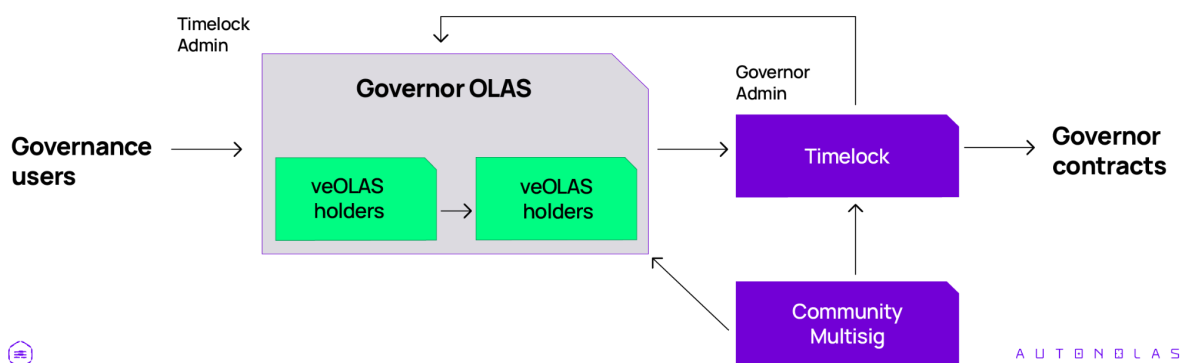 Timelock
Admin
Governor OLAS
Governor
Admin
Governance
users
veOLAS
holders
veOLAS
holders
Timelock
Governor
contracts
Community
Multisig
AUTONOLAS